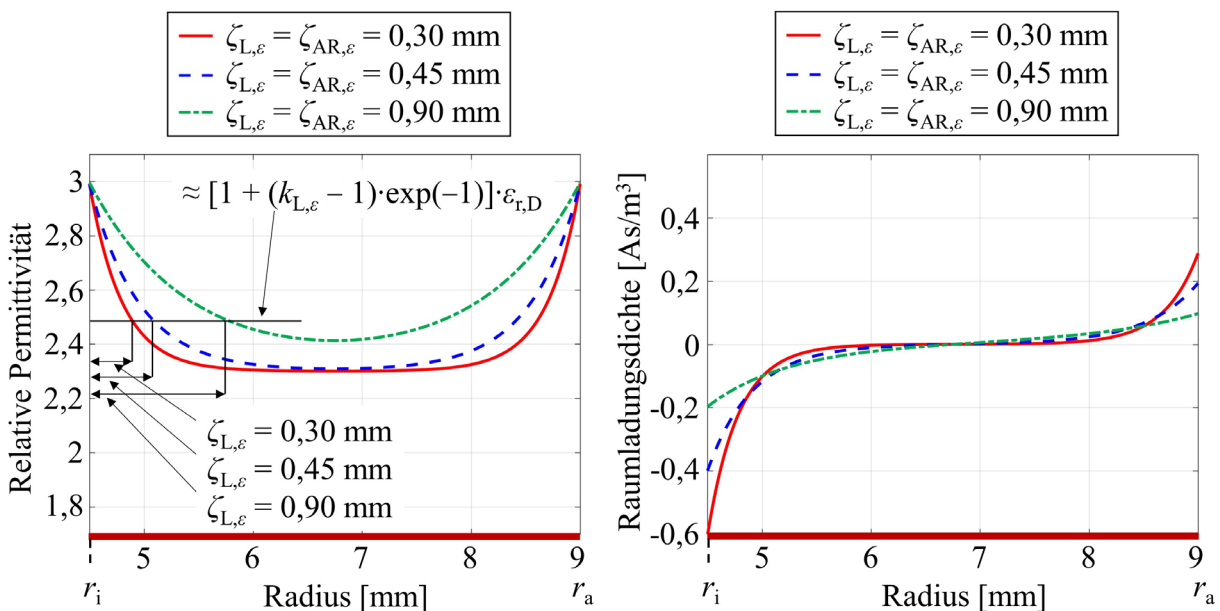 ζL,ε = ζAR,ε = 0,30 mm
ζL,ε = ζAR,ε = 0,45 mm
ζL,ε = ζAR,ε = 0,90 mm
Relative Permittivität
3
2,8
2,6
2,4
2,2
2
1,8
≈ [1 + (kL,ε – 1)·exp(–1)]·εr,D
ζL,ε = 0,30 mm
ζL,ε = 0,45 mm
ζL,ε = 0,90 mm
5 6 7 8 9
ri Radius [mm] ra
ζL,ε = ζAR,ε = 0,30 mm
ζL,ε = ζAR,ε = 0,45 mm
ζL,ε = ζAR,ε = 0,90 mm
Raumladungsdichte [As/m³]
0,4
0,2
0
-0,2
-0,4
-0,6
5 6 7 8 9
ri Radius [mm] ra